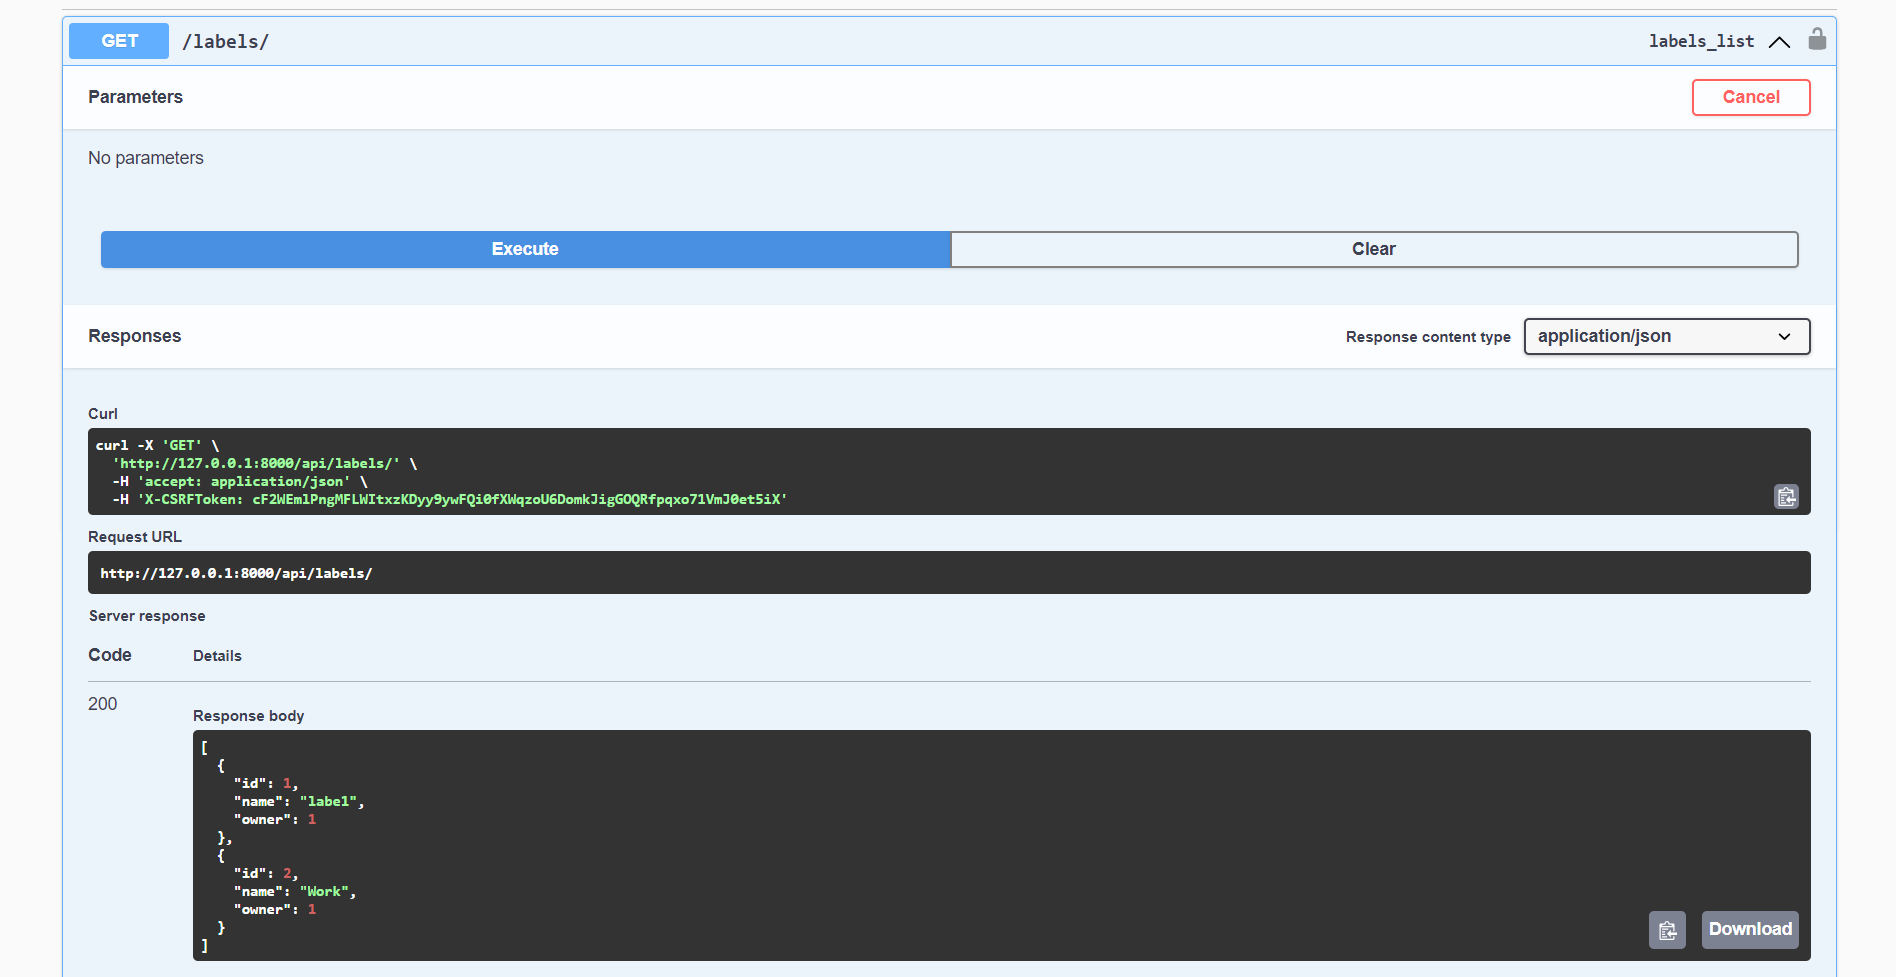 GET /labels/ labels_list
Parameters Cancel
No parameters
Execute Clear
Responses Response content type application/json
Curl
curl -X 'GET' \
  'http://127.0.0.1:8000/api/labels/' \
  -H 'accept: application/json' \
  -H 'X-CSRFToken: cF2WEmlPngMFLWItxzKDyy9ywFQi0fXWqzoU6DomkJigGOQRfpqxo71VmJ0et5iX'
Request URL
http://127.0.0.1:8000/api/labels/
Server response
Code Details
200
Response body
[
  {
    "id": 1,
    "name": "label",
    "owner": 1
  },
  {
    "id": 2,
    "name": "Work",
    "owner": 1
  }
]
Download